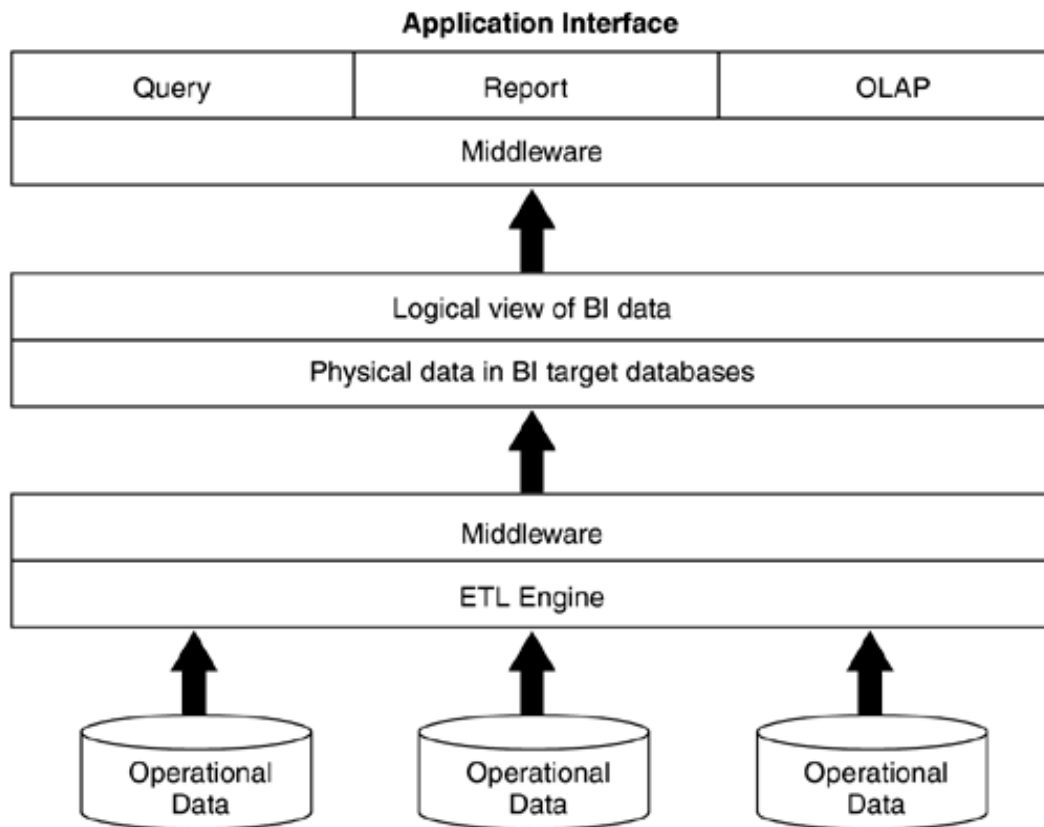 Application Interface
Query
Report
OLAP
Middleware
Logical view of BI data
Physical data in BI target databases
Middleware
ETL Engine
Operational
Data
Operational
Data
Operational
Data